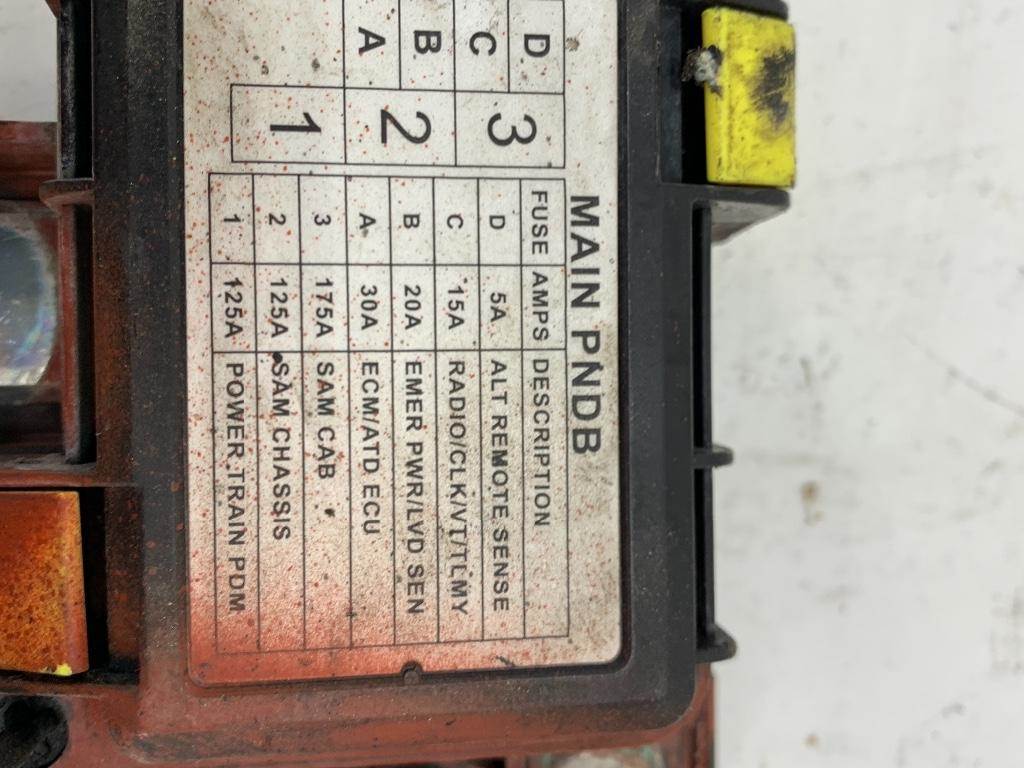 MAIN PNDB
FUSE AMPS DESCRIPTION
D 5A ALT REMOTE SENSE
C 15A RADIO/CLK/VT/TLMY
B 20A EMER PWR/LVD SEN
A 30A ECM/ATD ECU
3 175A SAM CAB
2 125A SAM CHASSIS
1 125A POWER TRAIN PDM
D
C
3
B
A
2
1